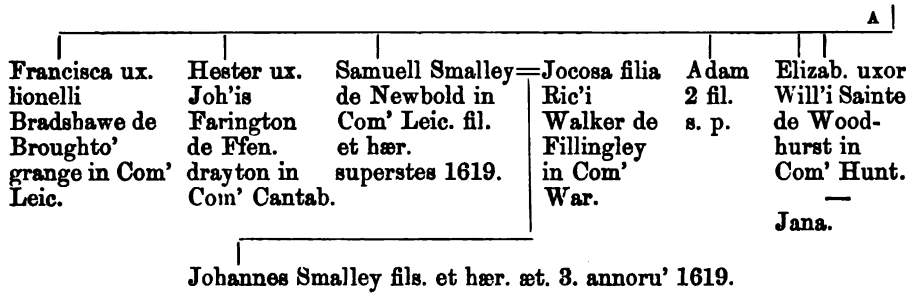 A
Francisca ux.
lionelli
Bradshawe de
Broughto'
grange in Com'
Leic.
Hester ux.
Joh'is
Farington
de Ffen.
drayton in
Com' Cantab.
Samuell Smalley=Jocosa filia
de Newbold in
Com' Leic. fil.
et hær.
superstes 1619.
Ric'i
Walker de
Fillingley
in Com'
War.
Adam
2 fil.
s. p.
Elizab. uxor
Will'i Sainte
de Wood-
hurst in
Com' Hunt.
—
Jana.
Johannes Smalley fils. et hær. æt. 3. annoru' 1619.